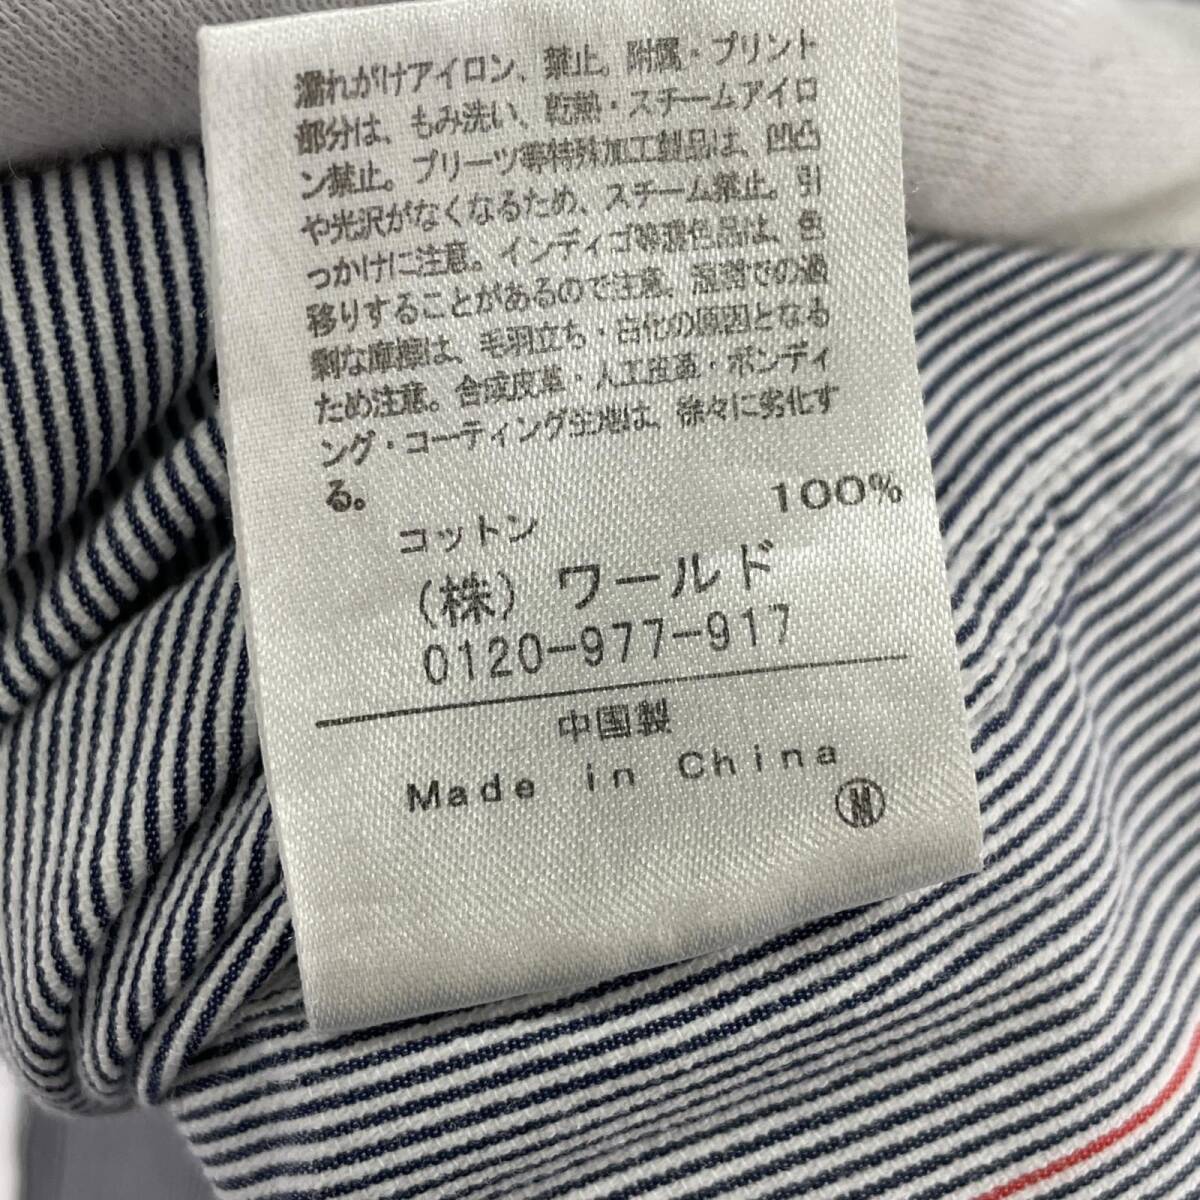 濡れがけアイロン、禁止。附属・プリント
部分は、もみ洗い、乾熱・スチームアイロ
ン禁止。プリーツ等特殊加工製品は、凹凸
や光沢がなくなるため、スチーム禁止。引
っかけに注意。インディゴ等濃色品は、色
移りすることがあるので注意、湿潤での過
剰な摩擦は、毛羽立ち・白化の原因となる
ため注意。合成皮革・人工皮革・ボンディ
ング・コーティング生地は、徐々に劣化す
る。
コットン 100%
(株) ワールド
0120-977-917
中国製
Made in China
Ⓜ